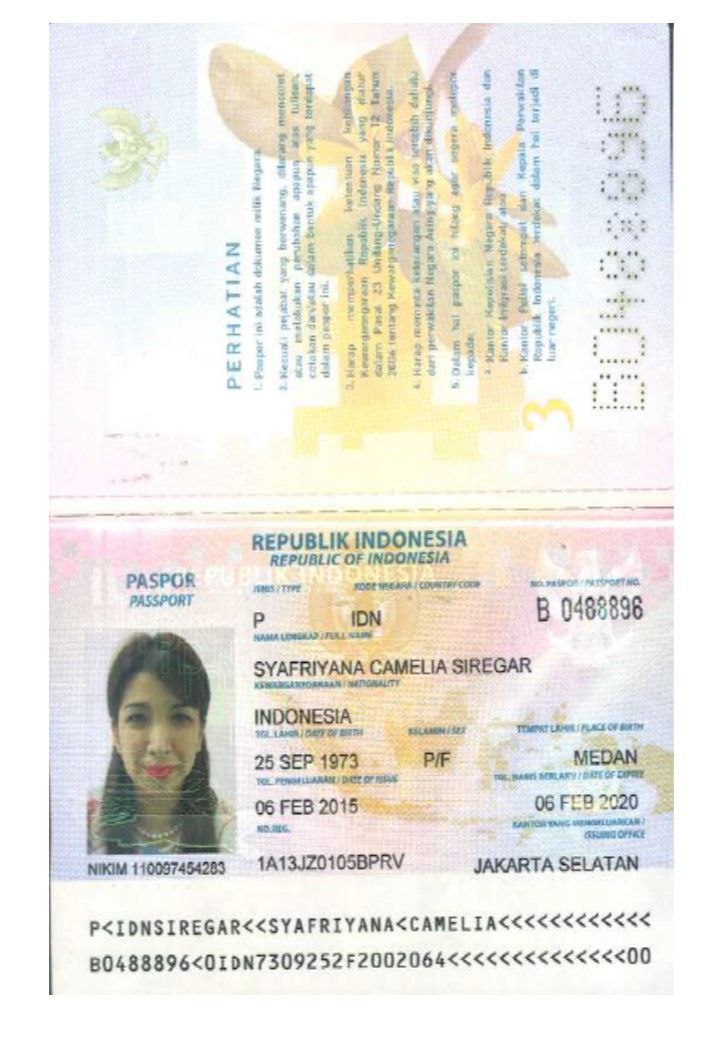 PERHATIAN
1. Paspor ini adalah dokumen milik Negara.
2. Kecuali pejabat yang berwenang, dilarang mencoret
atau melakukan perubahan apapun atas tulisan,
cetakan dan/atau dalam bentuk apapun yang terdapat
dalam paspor ini.
3. Harap memperhatikan ketentuan kehilangan
Kewarganegaraan Republik Indonesia yang diatur
dalam Pasal 23 Undang-Undang Nomor 12 Tahun
2006 tentang Kewarganegaraan Republik Indonesia.
4. Harap meminta keterangan atau visa terlebih dahulu
dari perwakilan Negara Asing yang akan dikunjungi.
5. Dalam hal paspor ini hilang agar segera melapor
kepada:
a. Kantor Kepolisian Negara Republik Indonesia dan
Kantor Imigrasi terdekat; atau
b. Kantor Polisi setempat dan Kepala Perwakilan
Republik Indonesia terdekat dalam hal terjadi di
luar negeri.
3
B0488896
REPUBLIK INDONESIA
REPUBLIC OF INDONESIA
PASPOR
PASSPORT
JENIS / TYPE KODE NEGARA / COUNTRY CODE NO. PASPOR / PASSPORT NO.
P IDN B 0488896
NAMA LENGKAP / FULL NAME
SYAFRIYANA CAMELIA SIREGAR
KEWARGANEGARAAN / NATIONALITY
INDONESIA
TGL. LAHIR / DATE OF BIRTH KELAMIN / SEX TEMPAT LAHIR / PLACE OF BIRTH
25 SEP 1973 P/F MEDAN
TGL. PENGELUARAN / DATE OF ISSUE TGL. HABIS BERLAKU / DATE OF EXPIRY
06 FEB 2015 06 FEB 2020
NO. REG. KANTOR YANG MENGELUARKAN /
ISSUING OFFICE
NIKIM 110097454283 1A13JZ0105BPRV JAKARTA SELATAN
P<IDNSIREGAR<<SYAFRIYANA<CAMELIA<<<<<<<<<<<<
B0488896<0IDN7309252F2002064<<<<<<<<<<<<<<00